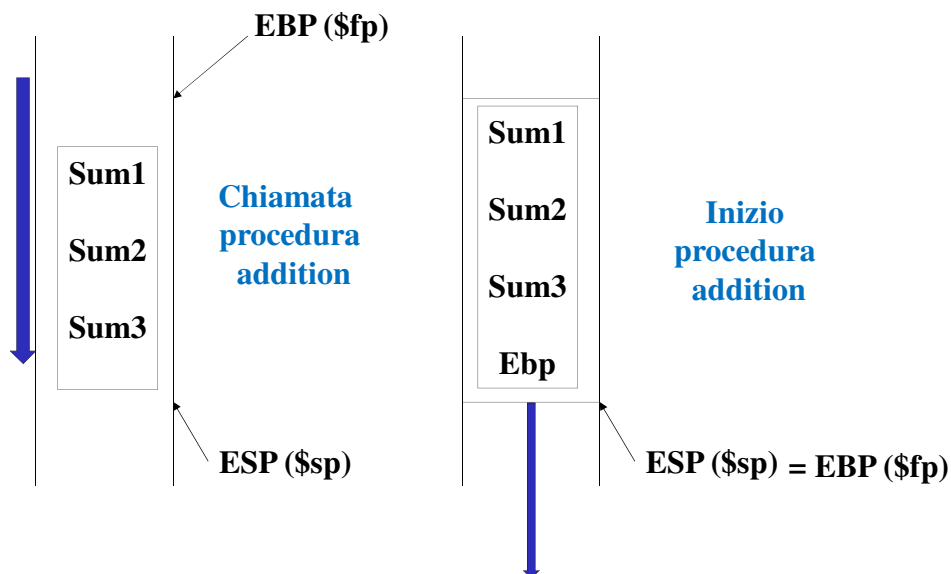 EBP ($fp)
Sum1
Sum2
Sum3
Chiamata
procedura
addition
ESP ($sp)
Sum1
Sum2
Sum3
Ebp
Inizio
procedura
addition
ESP ($sp) = EBP ($fp)